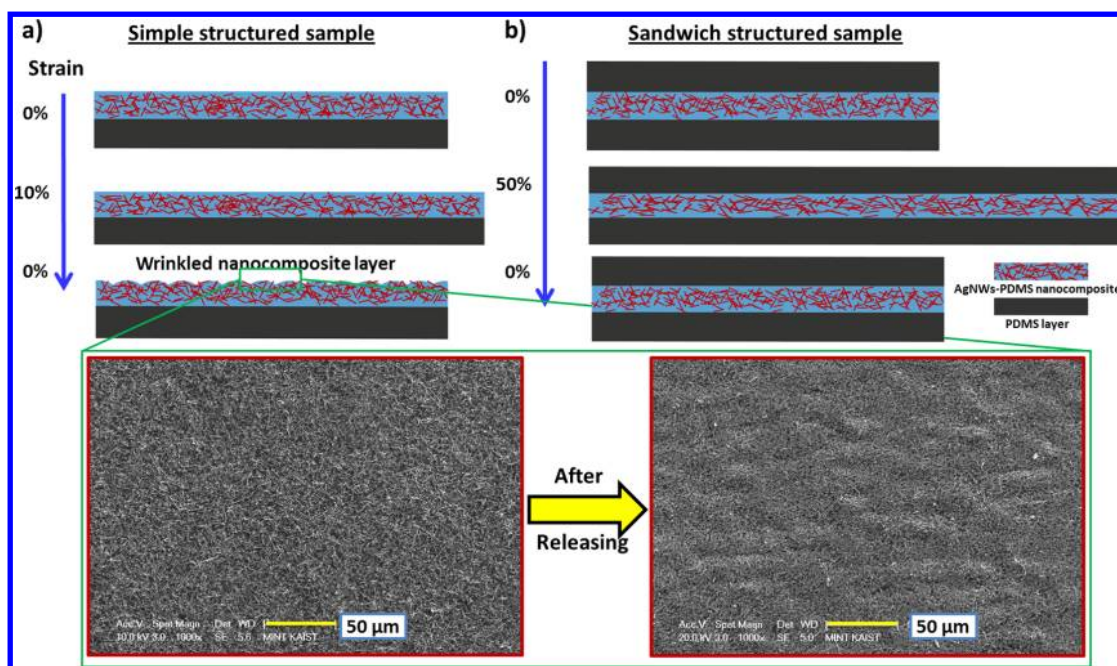 a)
Simple structured sample
b)
Sandwich structured sample
Strain
0%
0%
10%
50%
0%
Wrinkled nanocomposite layer
0%
AgNWs-PDMS nanocomposite
PDMS layer
After
Releasing
Acc.V Spot Magn Det WD
10.0 kV 3.0 1000x SE 5.6 MINT KAIST
50 μm
Acc.V Spot Magn Det WD
20.0 kV 3.0 1000x SE 5.0 MINT KAIST
50 μm